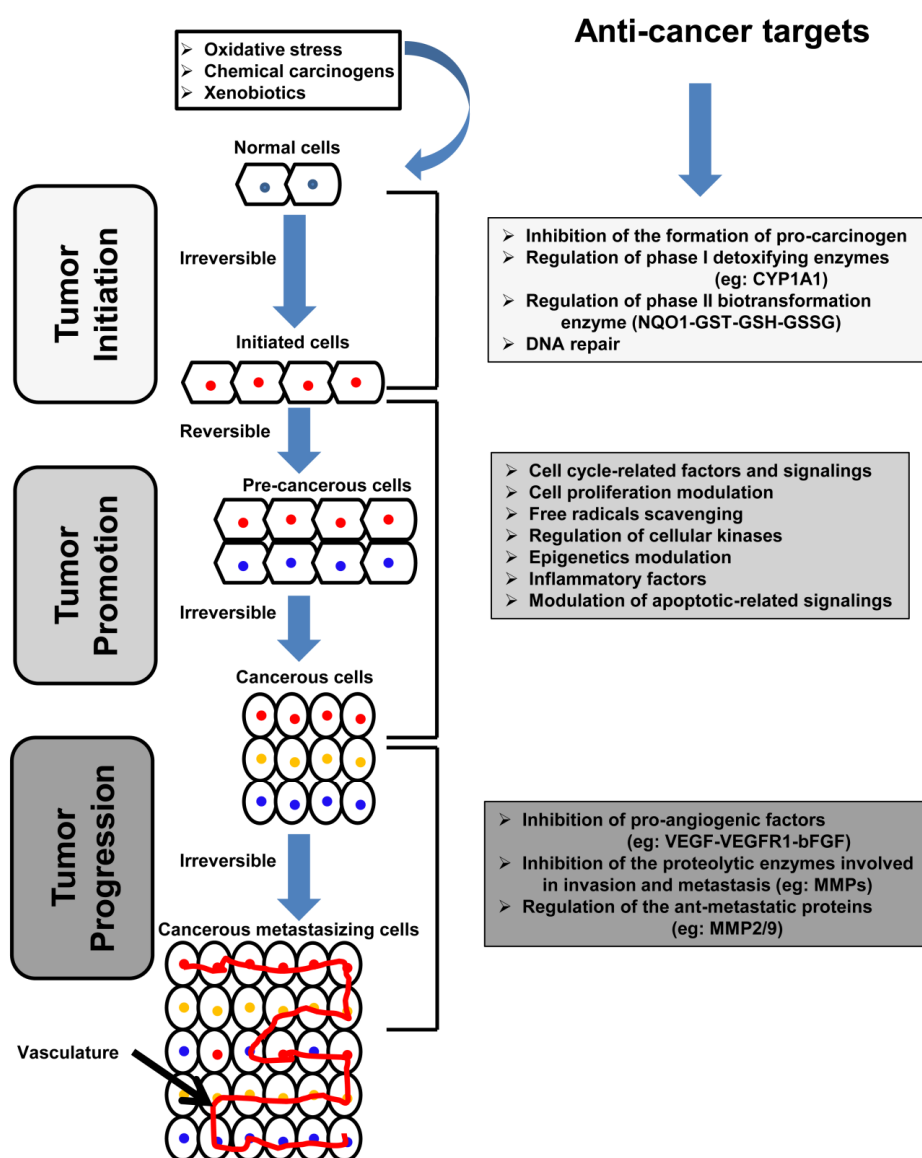 Anti-cancer targets
➢ Oxidative stress
➢ Chemical carcinogens
➢ Xenobiotics
Normal cells
Tumor
Initiation
Irreversible
Initiated cells
➢ Inhibition of the formation of pro-carcinogen
➢ Regulation of phase I detoxifying enzymes
(eg: CYP1A1)
➢ Regulation of phase II biotransformation
enzyme (NQO1-GST-GSH-GSSG)
➢ DNA repair
Reversible
Pre-cancerous cells
Tumor
Promotion
Irreversible
Cancerous cells
➢ Cell cycle-related factors and signalings
➢ Cell proliferation modulation
➢ Free radicals scavenging
➢ Regulation of cellular kinases
➢ Epigenetics modulation
➢ Inflammatory factors
➢ Modulation of apoptotic-related signalings
Tumor
Progression
Irreversible
Cancerous metastasizing cells
➢ Inhibition of pro-angiogenic factors
(eg: VEGF-VEGFR1-bFGF)
➢ Inhibition of the proteolytic enzymes involved
in invasion and metastasis (eg: MMPs)
➢ Regulation of the ant-metastatic proteins
(eg: MMP2/9)
Vasculature